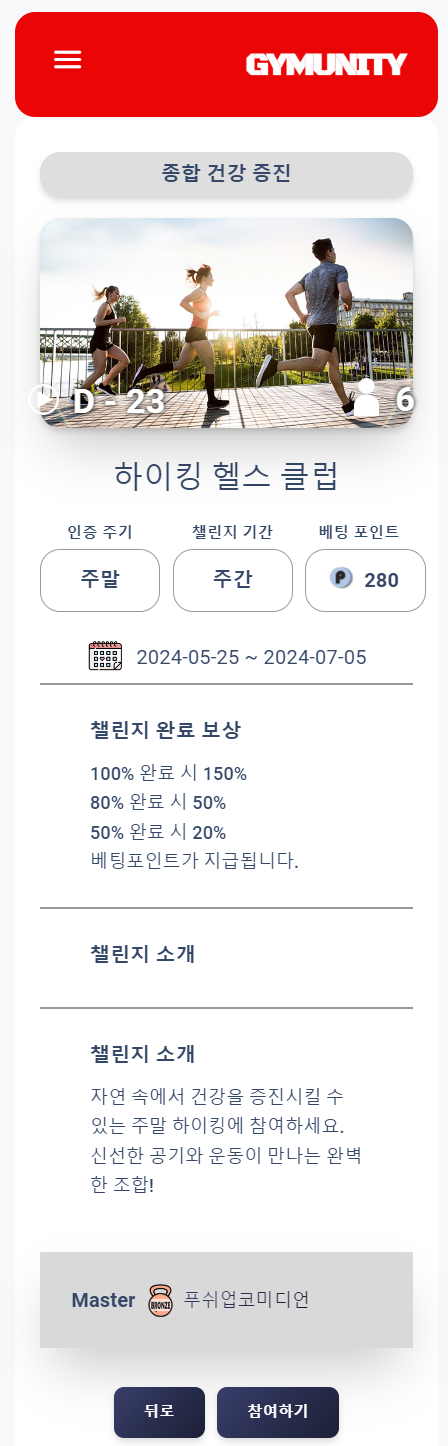 GYMUNITY
종합 건강 증진
D - 23
6
하이킹 헬스 클럽
인증 주기
챌린지 기간
베팅 포인트
주말
주간
P 280
2024-05-25 ~ 2024-07-05
챌린지 완료 보상
100% 완료 시 150%
80% 완료 시 50%
50% 완료 시 20%
베팅포인트가 지급됩니다.
챌린지 소개
챌린지 소개
자연 속에서 건강을 증진시킬 수
있는 주말 하이킹에 참여하세요.
신선한 공기와 운동이 만나는 완벽
한 조합!
Master BRONZE 푸쉬업코미디언
뒤로
참여하기